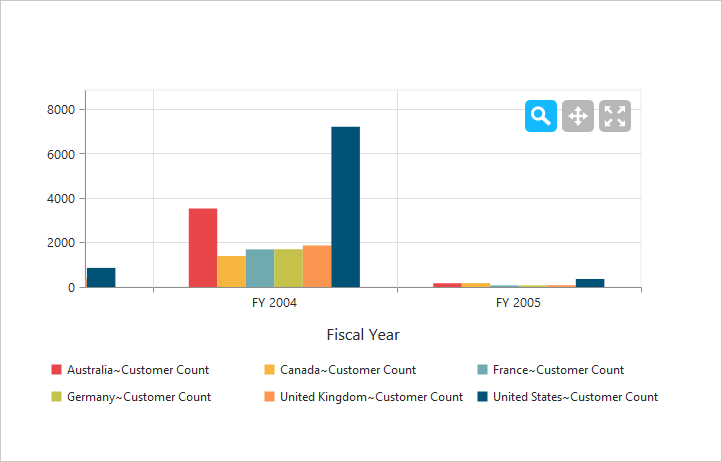 8000
6000
4000
2000
0
FY 2004 FY 2005
Fiscal Year
Australia~Customer Count Canada~Customer Count France~Customer Count
Germany~Customer Count United Kingdom~Customer Count United States~Customer Count